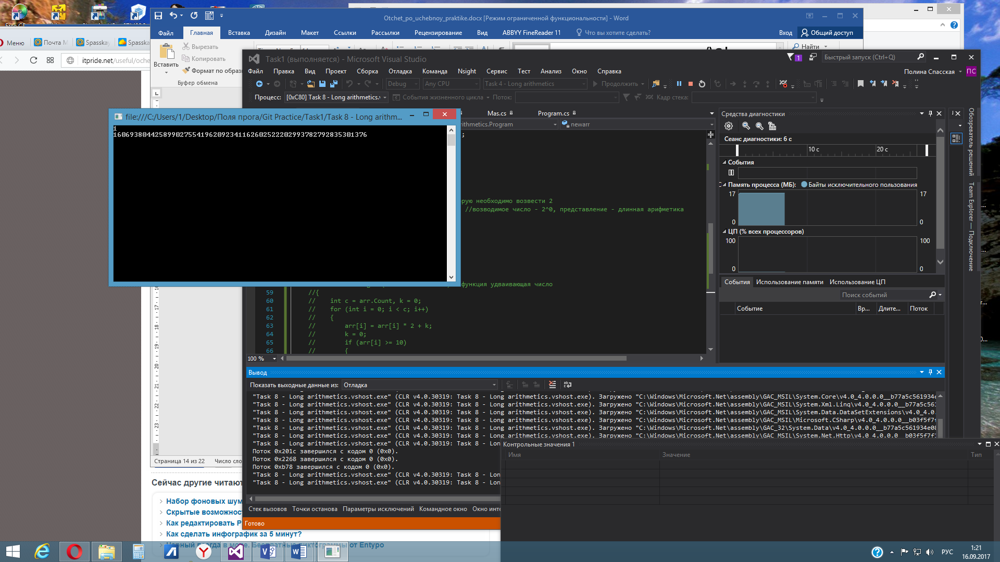 Otchet_po_uchebnoy_praktike.docx [Режим ограниченной функциональности] - Word
Файл Главная Вставка Дизайн Макет Ссылки Рассылки Рецензирование Вид ABBYY FineReader 11 Что вы хотите сделать? Вход Общий доступ
Меню Почта Spasskay Spasska
itpride.net/useful/oche
Вставить
Вырезать
Копировать
Формат по образ
Буфер обмена
Найти
Task1 (выполняется) - Microsoft Visual Studio
1
Быстрый запуск (Ctrl+Q)
Файл Правка Вид Проект Сборка Отладка Команда Nsight Сервис Тест Анализ Окно Справка
Полина Спасская ПС
Debug Any CPU Task 4 - Long arithmetics Продолжить
Процесс: [0xC80] Task 8 - Long arithmetics. События жизненного цикла Поток: Кадр стека:
file:///C:/Users/1/Desktop/Поля прога/Git Practice/Task1/Task 8 - Long arithm...
1
1606938044258990275541962092341162602522202993782792835301376
Mas.cs Program.cs
rithmetics.Program newarr
;
рую необходимо возвести 2
//возводимое число - 2^0, представление - длинная арифметика
функция удваивающая число
59 //{
60 // int c = arr.Count, k = 0;
61 // for (int i = 0; i < c; i++)
62 // {
63 // arr[i] = arr[i] * 2 + k;
64 // k = 0;
65 // if (arr[i] >= 10)
66 // {
100 %
Средства диагностики
Сеанс диагностики: 6 с
10 с 20 с
События
Память процесса (МБ): Байты исключительного пользования
17 17
0 0
ЦП (% всех процессоров)
100 100
0 0
События Использование памяти Использование ЦП
Поиск событий
Событие Вр... Длите... Поток
Обозреватель решений
Team Explorer — Подключение
Вывод
Показать выходные данные из: Отладка
"Task 8 - Long arithmetics.vshost.exe" (CLR v4.0.30319: Task 8 - Long arithmetics.vshost.exe). Загружено "C:\Windows\Microsoft.Net\assembly\GAC_MSIL\System.Core\v4.0_4.0.0.0__b77a5c561934e
"Task 8 - Long arithmetics.vshost.exe" (CLR v4.0.30319: Task 8 - Long arithmetics.vshost.exe). Загружено "C:\Windows\Microsoft.Net\assembly\GAC_MSIL\System.Xml.Linq\v4.0_4.0.0.0__b77a5c561
"Task 8 - Long arithmetics.vshost.exe" (CLR v4.0.30319: Task 8 - Long arithmetics.vshost.exe). Загружено "C:\Windows\Microsoft.Net\assembly\GAC_MSIL\System.Data.DataSetExtensions\v4.0_4.0.
"Task 8 - Long arithmetics.vshost.exe" (CLR v4.0.30319: Task 8 - Long arithmetics.vshost.exe). Загружено "C:\Windows\Microsoft.Net\assembly\GAC_MSIL\Microsoft.CSharp\v4.0_4.0.0.0__b03f5f7f
"Task 8 - Long arithmetics.vshost.exe" (CLR v4.0.30319: Task 8 - Long arithmetics.vshost.exe). Загружено "C:\Windows\Microsoft.Net\assembly\GAC_32\System.Data\v4.0_4.0.0.0__b77a5c561934e08
"Task 8 - Long arithmetics.vshost.exe" (CLR v4.0.30319: Task 8 - Long arithmetics.vshost.exe). Загружено "C:\Windows\Microsoft.Net\assembly\GAC_MSIL\System.Net.Http\v4.0_4.0.0.0__b03f5f7f1
"Task 8 - Long arithmetics.vshost.exe" (CLR v4.0.30319: Task 8 - Lon
Поток 0x201c завершился с кодом 0 (0x0).
Поток 0x2268 завершился с кодом 0 (0x0).
Поток 0xb78 завершился с кодом 0 (0x0).
"Task 8 - Long arithmetics.vshost.exe" (CLR v4.0.30319: Task 8 - Lon
"Task 8 - Long arithmetics.vshost.exe" (CLR v4.0.30319: Task 8 - Lon
Стек вызовов Точки останова Параметры исключений Командное окно Окно инте
Готово
Контрольные значения 1
Имя Значение Тип
Страница 14 из 22 Число сло
Сейчас другие читают
Набор фоновых шум
Скрытые возможнос
Как редактировать P
Как сделать инфографик за 5 минут?
Черный всегда в моде. Бесплатные пиктограммы от Entypo
РУС
1:21
16.09.2017